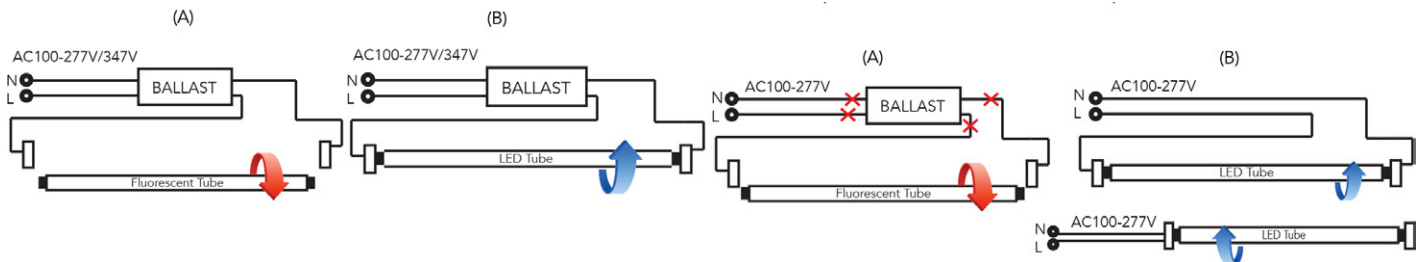 (A)
AC100-277V/347V
N
L
BALLAST
Fluorescent Tube
(B)
AC100-277V/347V
N
L
BALLAST
LED Tube
(A)
AC100-277V
N
L
BALLAST
Fluorescent Tube
(B)
AC100-277V
N
L
LED Tube
AC100-277V
N
L
LED Tube